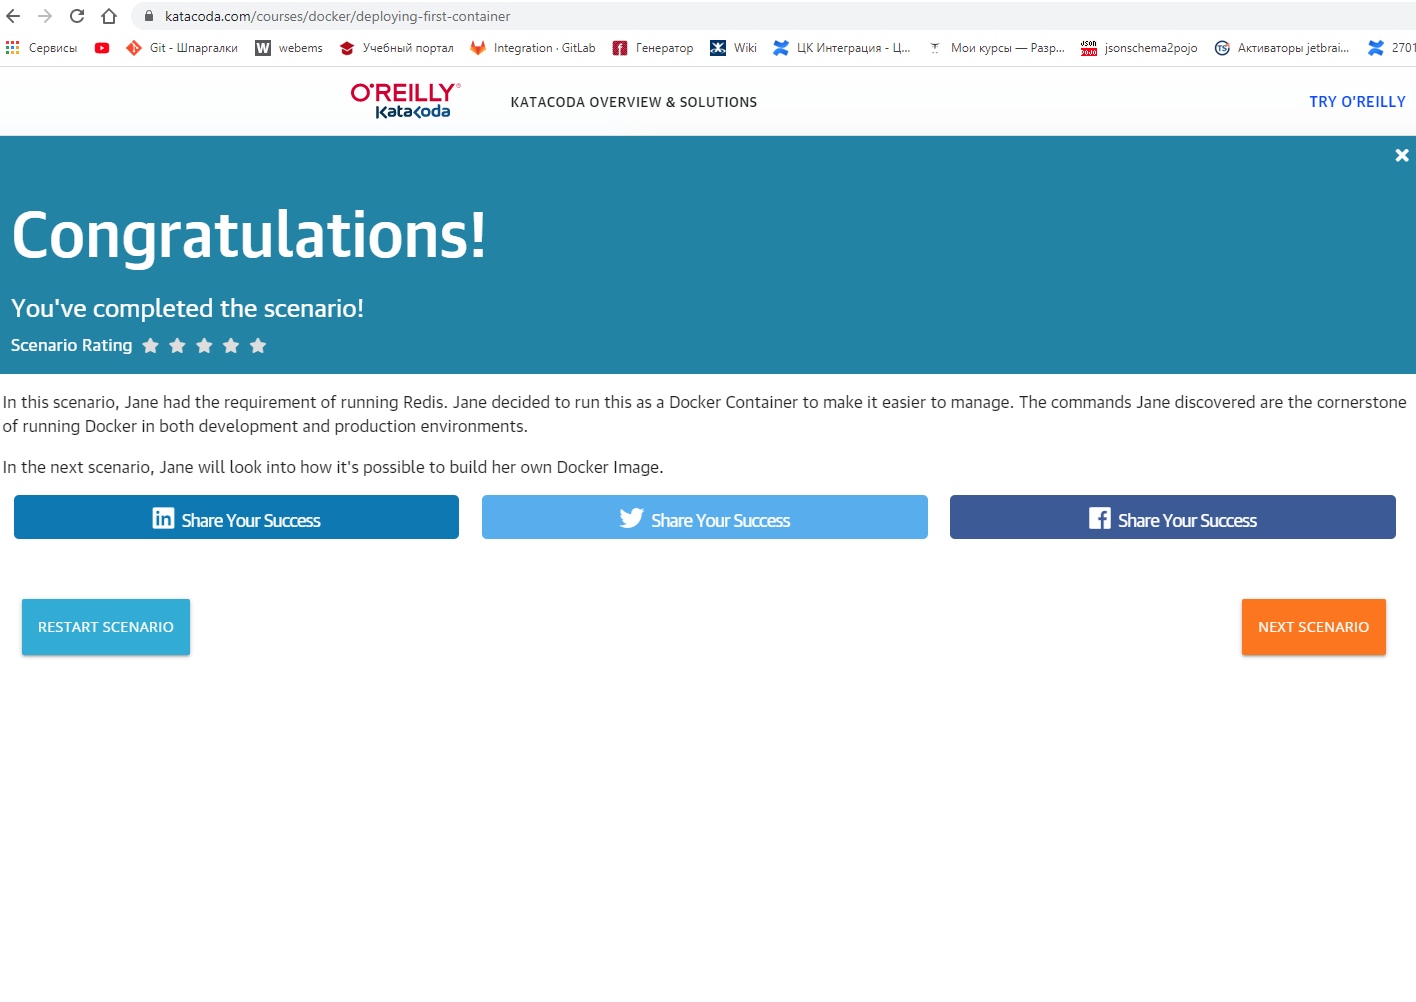 katacoda.com/courses/docker/deploying-first-container
Сервисы Git - Шпаргалки webems Учебный портал Integration · GitLab Генератор Wiki ЦК Интеграция - Ц... Мои курсы — Разр... jsonschema2pojo Активаторы jetbrai... 2701
O'REILLY®
Katacoda
KATACODA OVERVIEW & SOLUTIONS
TRY O'REILLY
Congratulations!
You've completed the scenario!
Scenario Rating
In this scenario, Jane had the requirement of running Redis. Jane decided to run this as a Docker Container to make it easier to manage. The commands Jane discovered are the cornerstone
of running Docker in both development and production environments.
In the next scenario, Jane will look into how it's possible to build her own Docker Image.
Share Your Success Share Your Success Share Your Success
RESTART SCENARIO NEXT SCENARIO